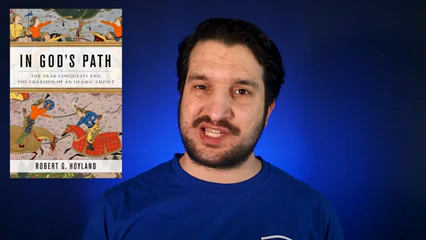 IN GOD'S PATH
THE ARAB CONQUESTS AND
THE CREATION OF AN ISLAMIC EMPIRE
ROBERT G. HOYLAND